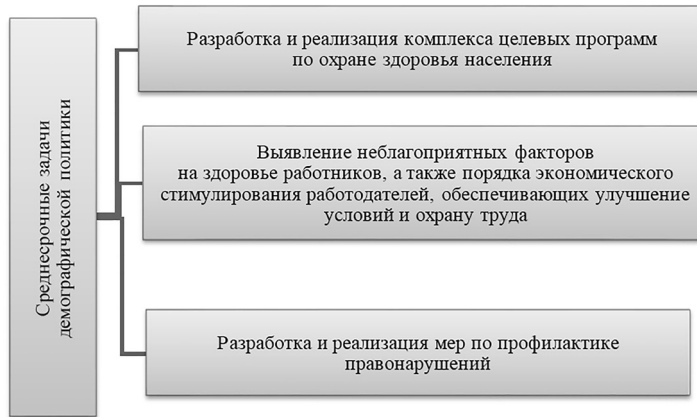 Среднесрочные задачи
демографической политики
Разработка и реализация комплекса целевых программ
по охране здоровья населения
Выявление неблагоприятных факторов
на здоровье работников, а также порядка экономического
стимулирования работодателей, обеспечивающих улучшение
условий и охрану труда
Разработка и реализация мер по профилактике
правонарушений